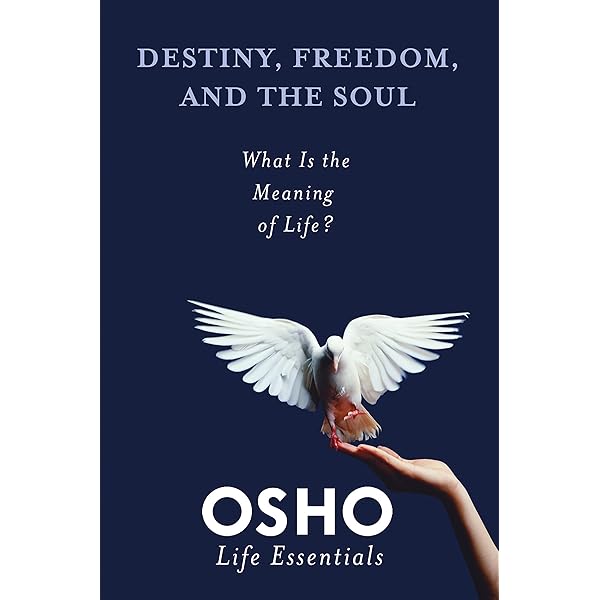 DESTINY, FREEDOM,
AND THE SOUL
What Is the
Meaning
of Life?
OSHO
Life Essentials